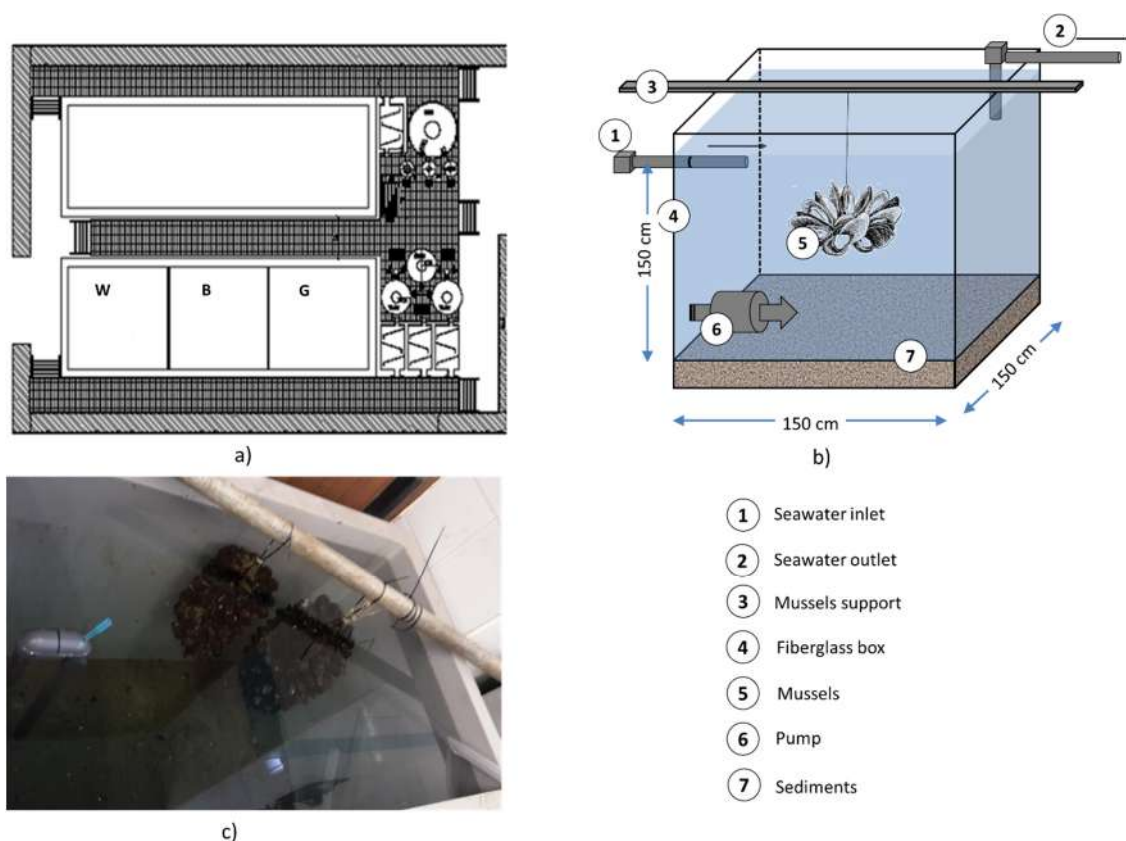 W B G
a)
2
3
1
4
5
6
7
150 cm
150 cm
150 cm
b)
c)
1 Seawater inlet
2 Seawater outlet
3 Mussels support
4 Fiberglass box
5 Mussels
6 Pump
7 Sediments